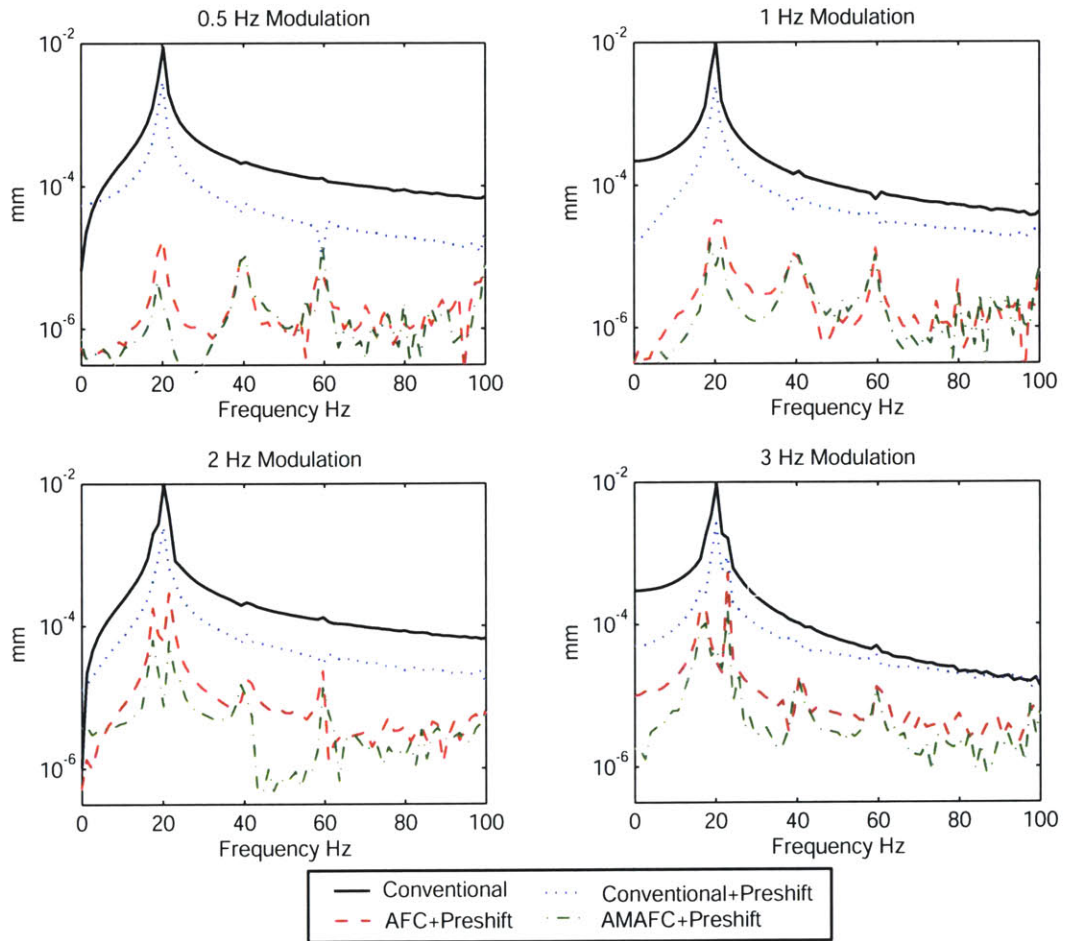 0.5 Hz Modulation
10^-2
10^-4
10^-6
mm
0 20 40 60 80 100
Frequency Hz
1 Hz Modulation
10^-2
10^-4
10^-6
mm
0 20 40 60 80 100
Frequency Hz
2 Hz Modulation
10^-2
10^-4
10^-6
mm
0 20 40 60 80 100
Frequency Hz
3 Hz Modulation
10^-2
10^-4
10^-6
mm
0 20 40 60 80 100
Frequency Hz
Conventional
Conventional+Preshift
AFC+Preshift
AMAFC+Preshift